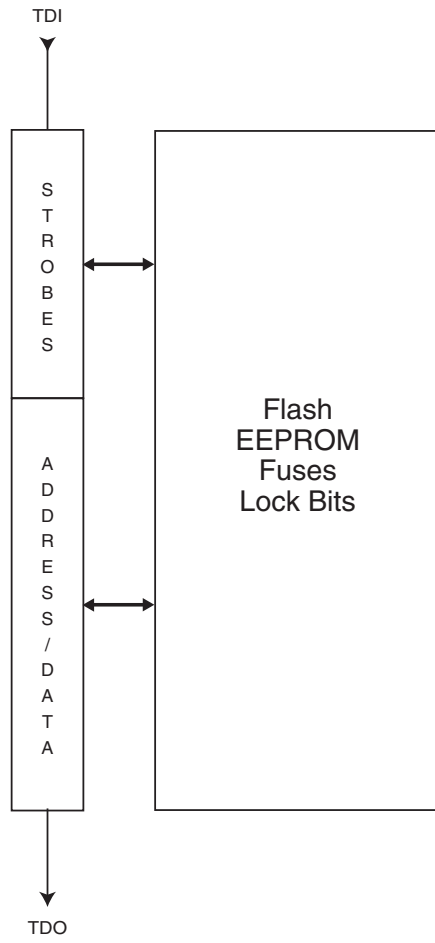 TDI
STROBES
ADDRESS/DATA
Flash
EEPROM
Fuses
Lock Bits
TDO